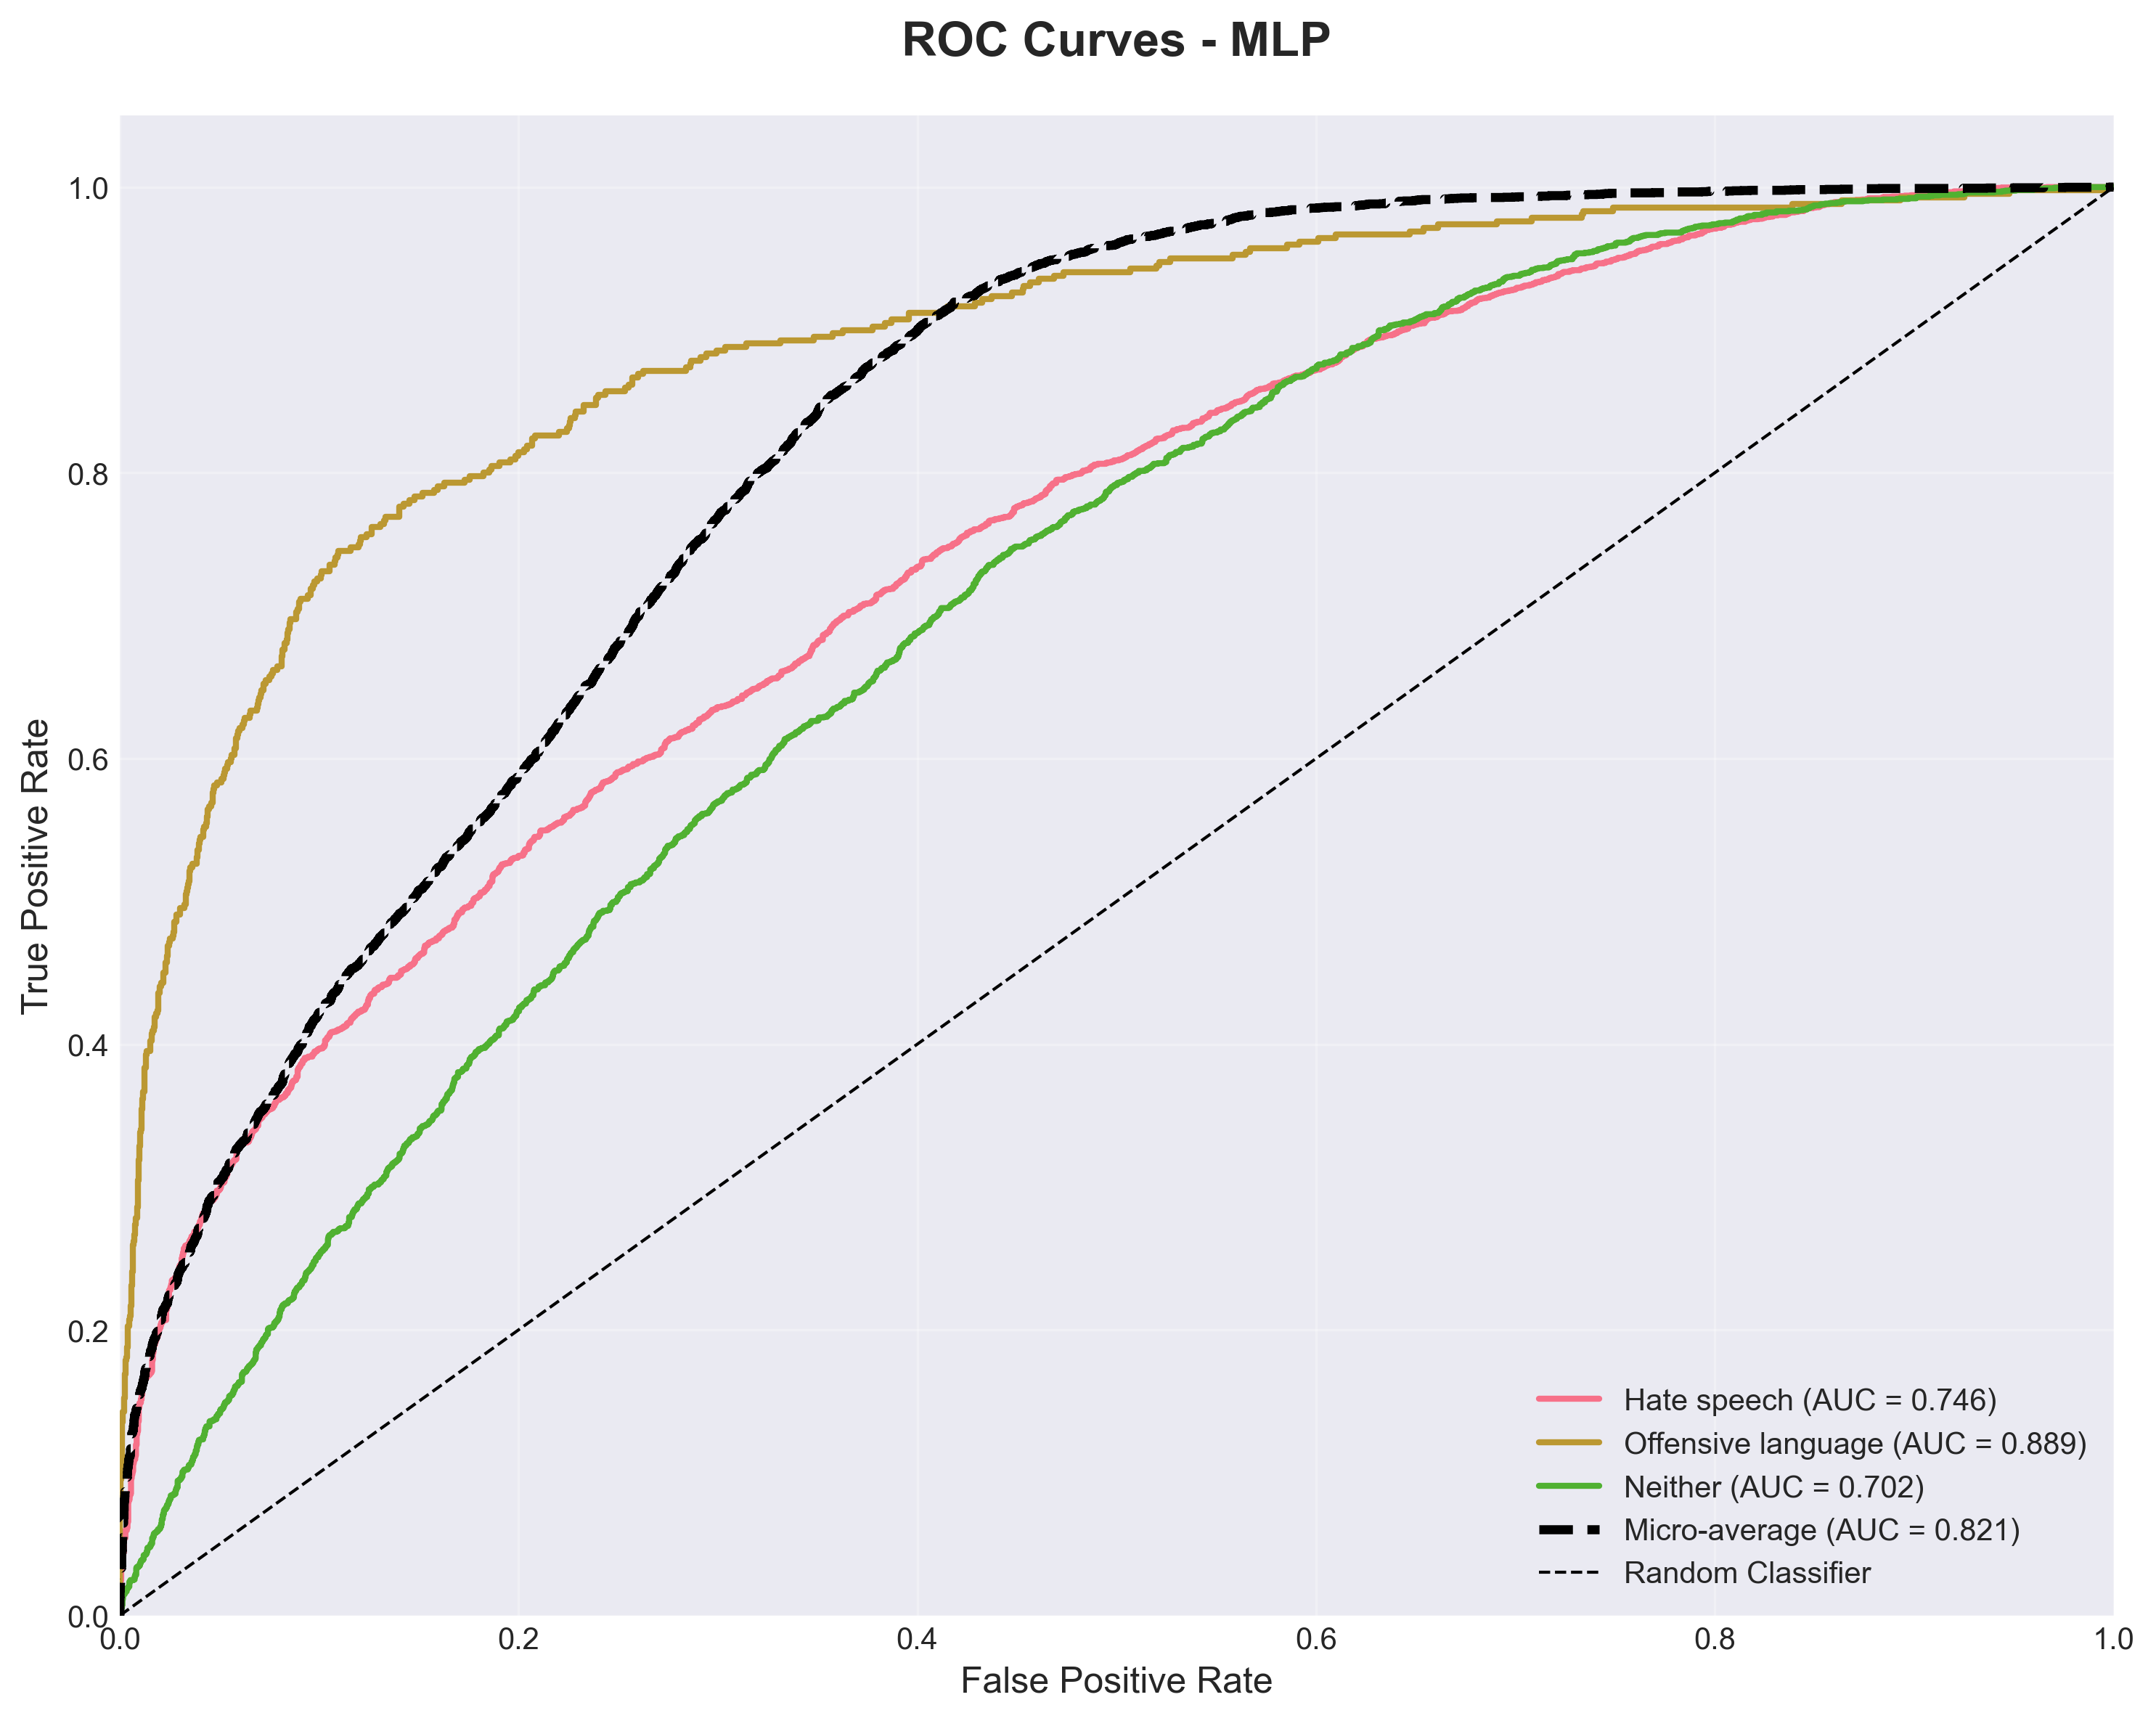 ROC Curves - MLP
True Positive Rate
1.0
0.8
0.6
0.4
0.2
0.0
0.0
0.2
0.4
0.6
0.8
1.0
False Positive Rate
Hate speech (AUC = 0.746)
Offensive language (AUC = 0.889)
Neither (AUC = 0.702)
Micro-average (AUC = 0.821)
Random Classifier